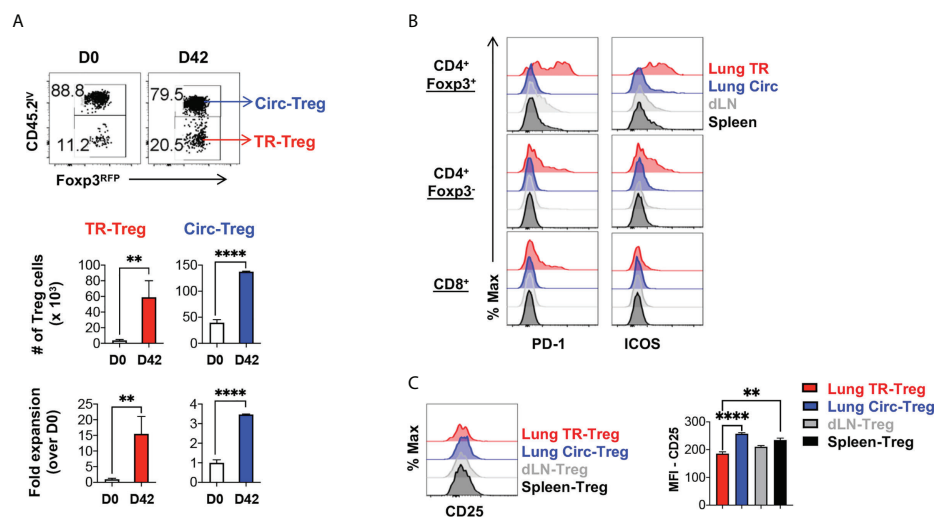 A
D0
D42
CD45.2IV
88.8
11.2
79.5
20.5
Circ-Treg
TR-Treg
Foxp3RFP
TR-Treg
Circ-Treg
# of Treg cells
(x 10³)
100
80
60
40
20
0
**
D0
D42
150
100
50
0
****
D0
D42
Fold expansion
(over D0)
15
10
5
0
**
D0
D42
4
3
2
1
0
****
D0
D42
B
CD4+
Foxp3+
CD4+
Foxp3-
CD8+
% Max
PD-1
ICOS
Lung TR
Lung Circ
dLN
Spleen
C
% Max
CD25
Lung TR-Treg
Lung Circ-Treg
dLN-Treg
Spleen-Treg
MFI - CD25
300
200
100
0
****
**
Lung TR-Treg
Lung Circ-Treg
dLN-Treg
Spleen-Treg